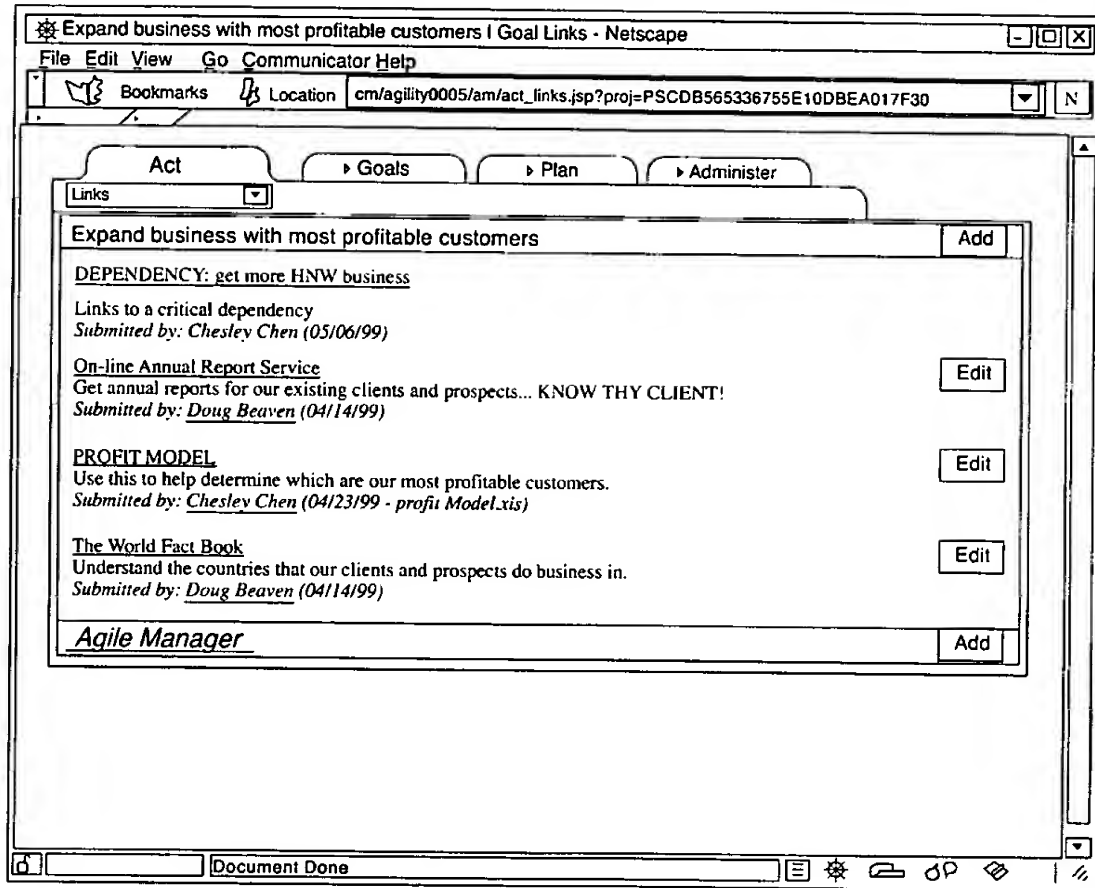 Expand business with most profitable customers I Goal Links - Netscape
File Edit View Go Communicator Help
Bookmarks Location cm/agility0005/am/act_links.jsp?proj=PSCDB565336755E10DBEA017F30 N
Act Goals Plan Administer
Links
Expand business with most profitable customers Add
DEPENDENCY: get more HNW business
Links to a critical dependency
Submitted by: Chesley Chen (05/06/99)
On-line Annual Report Service Edit
Get annual reports for our existing clients and prospects... KNOW THY CLIENT!
Submitted by: Doug Beaven (04/14/99)
PROFIT MODEL Edit
Use this to help determine which are our most profitable customers.
Submitted by: Chesley Chen (04/23/99 - profit Model.xis)
The World Fact Book Edit
Understand the countries that our clients and prospects do business in.
Submitted by: Doug Beaven (04/14/99)
Agile Manager Add
Document Done